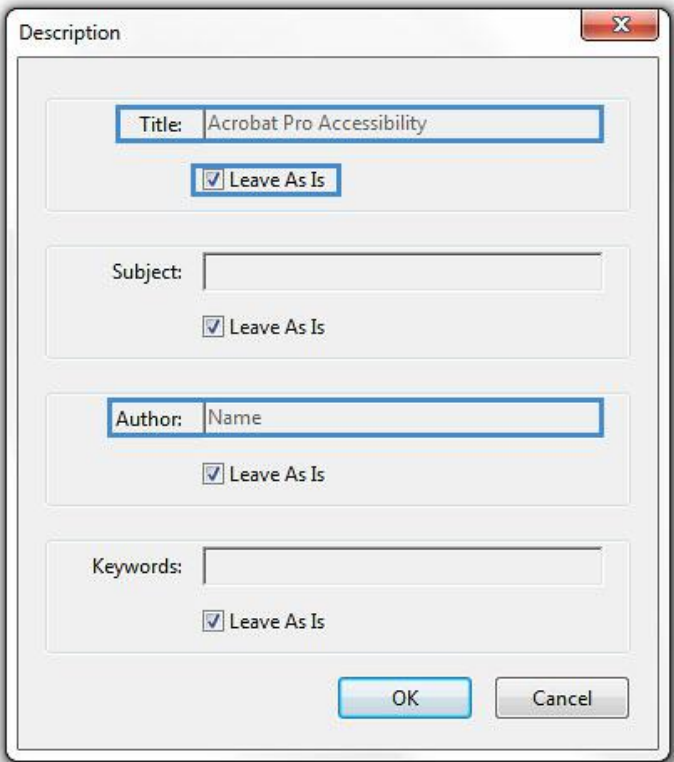 Description
Title: Acrobat Pro Accessibility
Leave As Is
Subject:
Leave As Is
Author: Name
Leave As Is
Keywords:
Leave As Is
OK Cancel